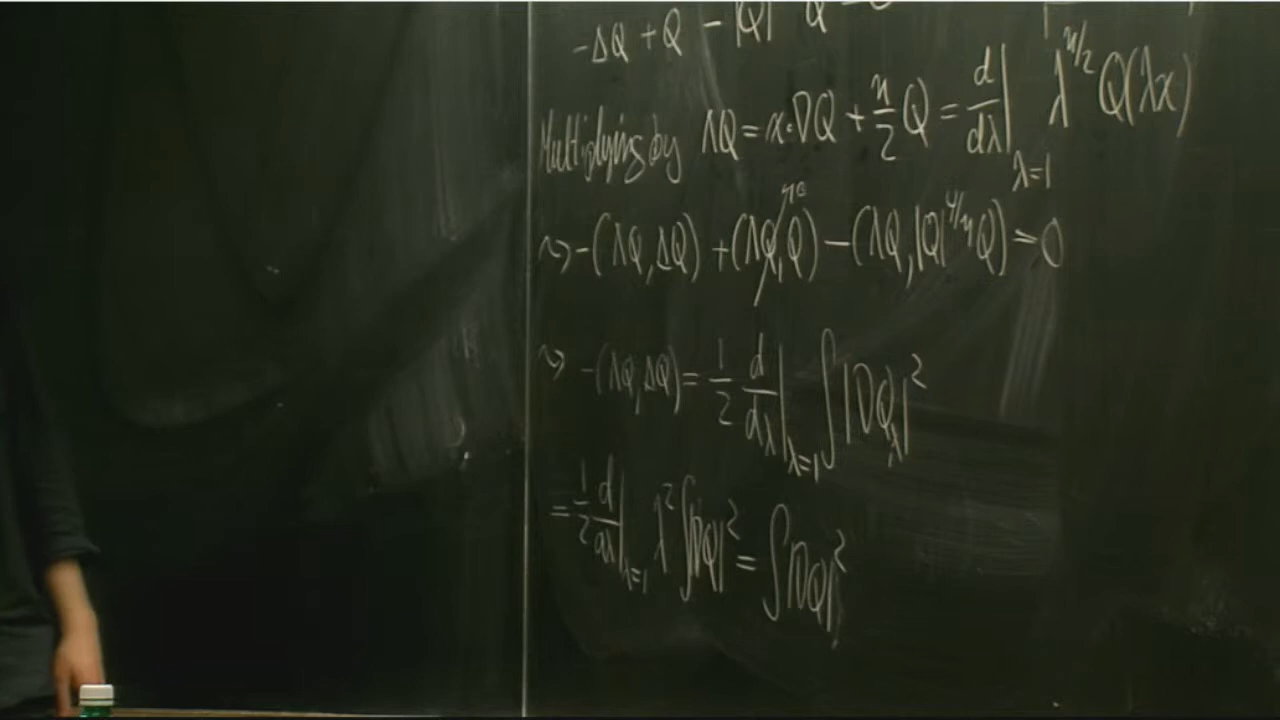 -ΔQ + Q - |Q| Q =
Multiplying by ΛQ = x·∇Q + n/2 Q = d/dλ|_{λ=1} λ^{n/2} Q(λx)
⇝ -(ΛQ, ΔQ) + (ΛQ, Q) =0 - (ΛQ, |Q|^{4/n} Q) = 0
⇝ -(ΛQ, ΔQ) = 1/2 d/dλ|_{λ=1} ∫|∇Q_λ|²
= 1/2 d/dλ|_{λ=1} λ² ∫|∇Q|² = ∫|∇Q|²